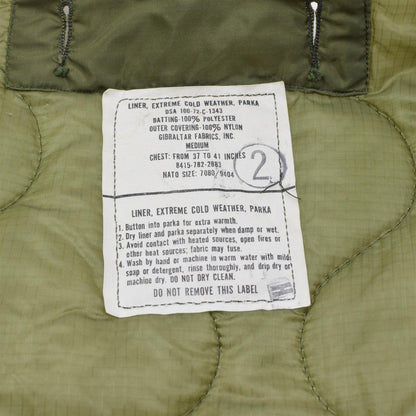 LINER, EXTREME COLD WEATHER, PARKA
DSA 100-72-C-1343
BATTING-100% POLYESTER
OUTER COVERING-100% NYLON
GIBRALTAR FABRICS, INC.
MEDIUM
CHEST: FROM 37 TO 41 INCHES
8415-782-2883
NATO SIZE: 7080/9404
2
LINER, EXTREME COLD WEATHER, PARKA
1. Button into parka for extra warmth.
2. Dry liner and parka separately when damp or wet.
3. Avoid contact with heated sources, open fires or
other heat sources; fabric may fuse.
4. Wash by hand or machine in warm water with mild
soap or detergent, rinse thoroughly, and drip dry or
machine dry. DO NOT DRY CLEAN.
DO NOT REMOVE THIS LABEL